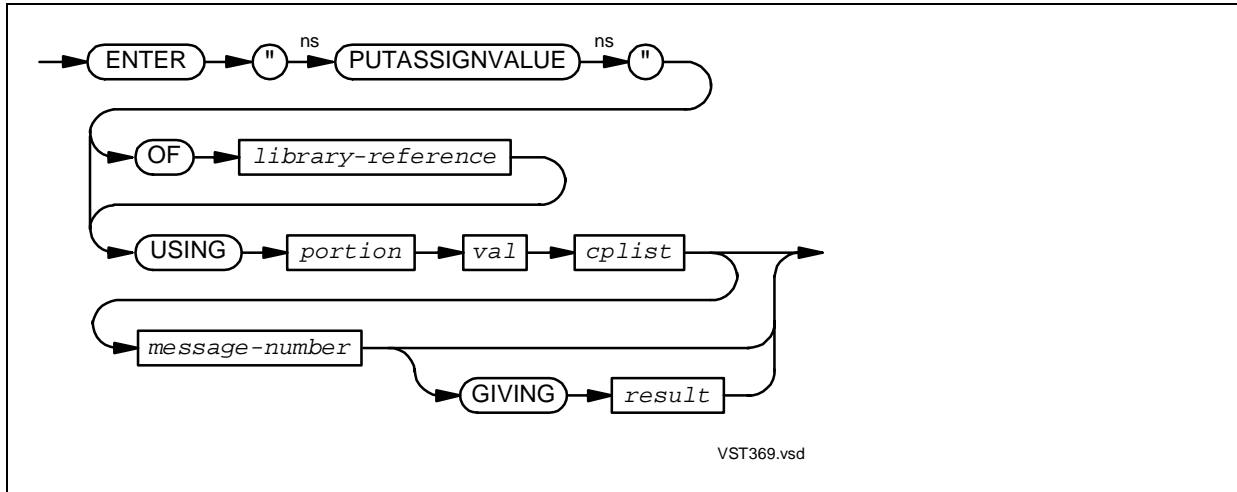 ns ns
ENTER " PUTASSIGNVALUE "
OF library-reference
USING portion val cplist
message-number
GIVING result
VST369.vsd